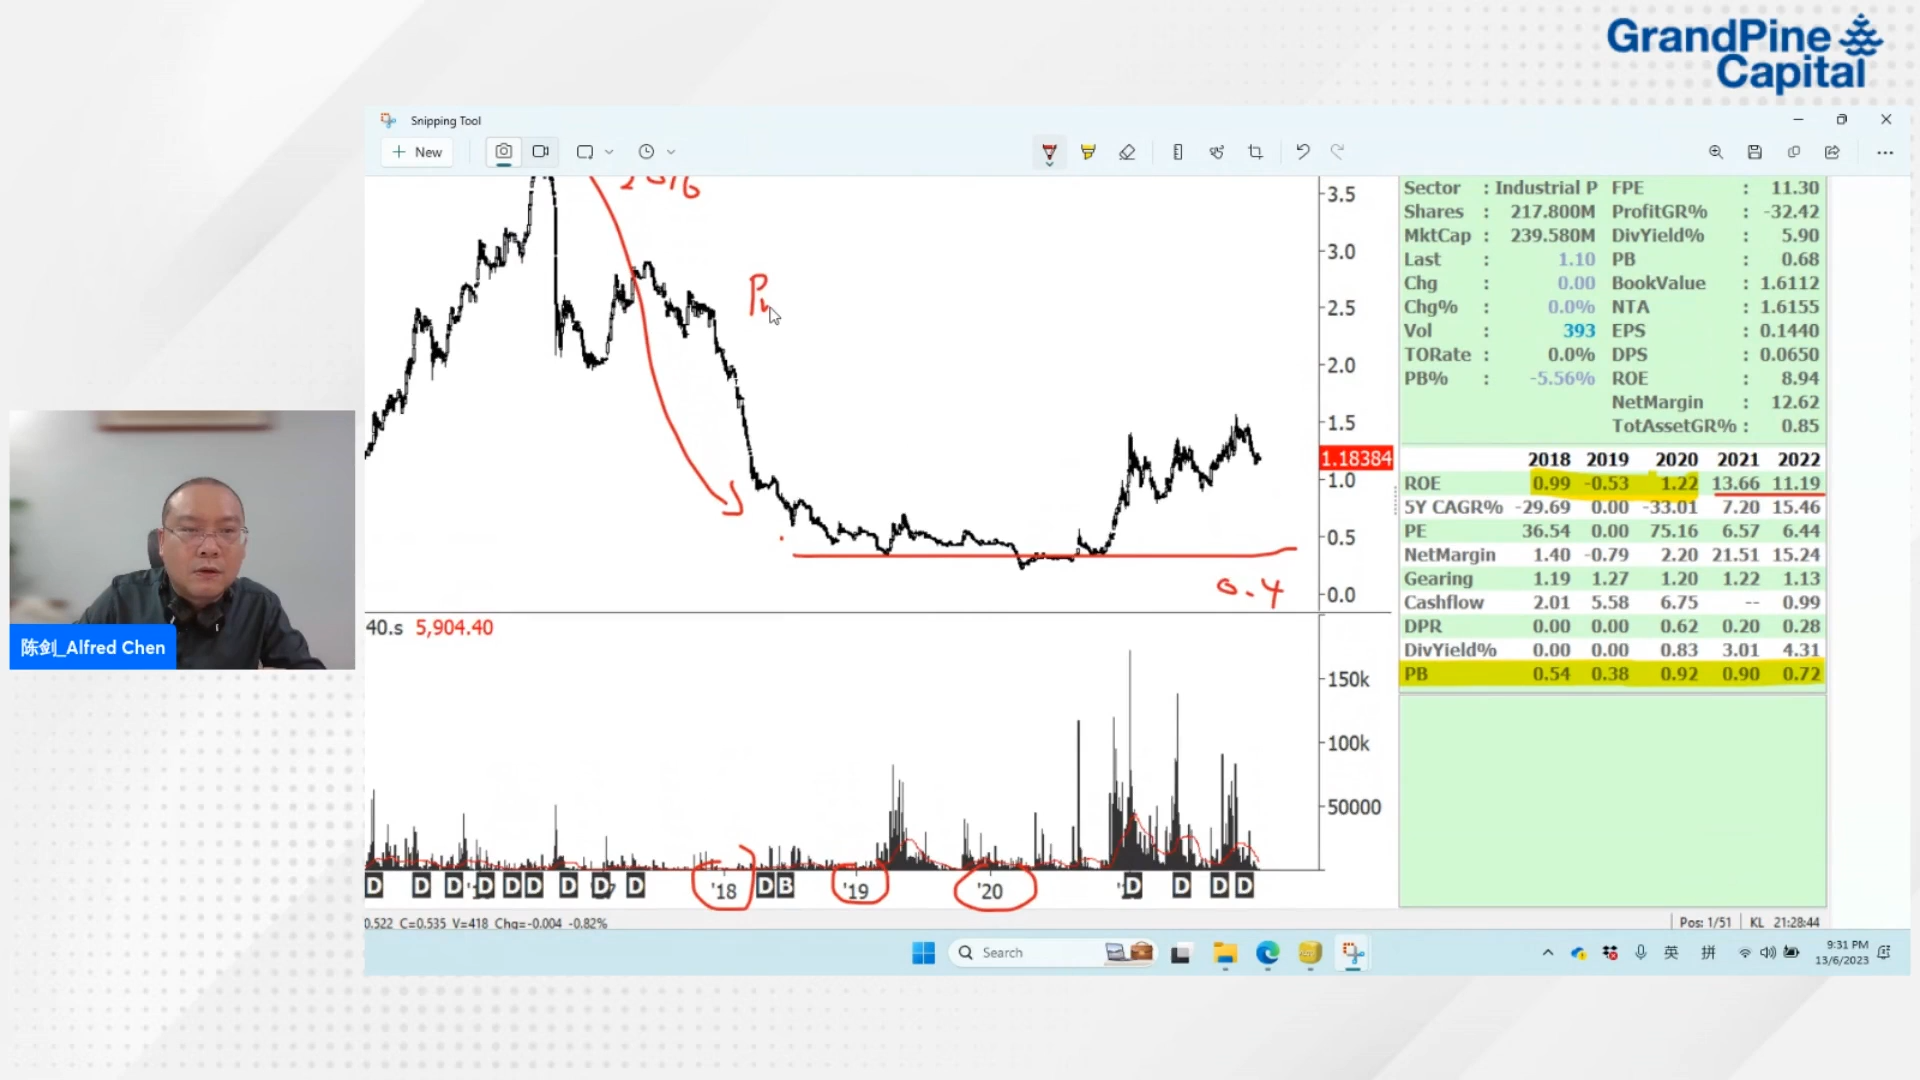 GrandPine
Capital
Snipping Tool
New
2016
3.5
3.0
2.5
2.0
1.5
1.18384
1.0
0.5
0.0
0.4
40.s 5,904.40
150k
100k
50000
D D D D D D D D D '18 D B '19 '20 D D D D
0.522 C=0.535 V=418 Chg=-0.004 -0.82%
Sector : Industrial P FPE : 11.30
Shares : 217.800M ProfitGR% : -32.42
MktCap : 239.580M DivYield% : 5.90
Last : 1.10 PB : 0.68
Chg : 0.00 BookValue : 1.6112
Chg% : 0.0% NTA : 1.6155
Vol : 393 EPS : 0.1440
TORate : 0.0% DPS : 0.0650
PB% : -5.56% ROE : 8.94
NetMargin : 12.62
TotAssetGR% : 0.85
2018 2019 2020 2021 2022
ROE 0.99 -0.53 1.22 13.66 11.19
5Y CAGR% -29.69 0.00 -33.01 7.20 15.46
PE 36.54 0.00 75.16 6.57 6.44
NetMargin 1.40 -0.79 2.20 21.51 15.24
Gearing 1.19 1.27 1.20 1.22 1.13
Cashflow 2.01 5.58 6.75 -- 0.99
DPR 0.00 0.00 0.62 0.20 0.28
DivYield% 0.00 0.00 0.83 3.01 4.31
PB 0.54 0.38 0.92 0.90 0.72
Pos: 1/51 KL 21:28:44
陈剑_Alfred Chen
Search
英 拼
9:31 PM
13/6/2023